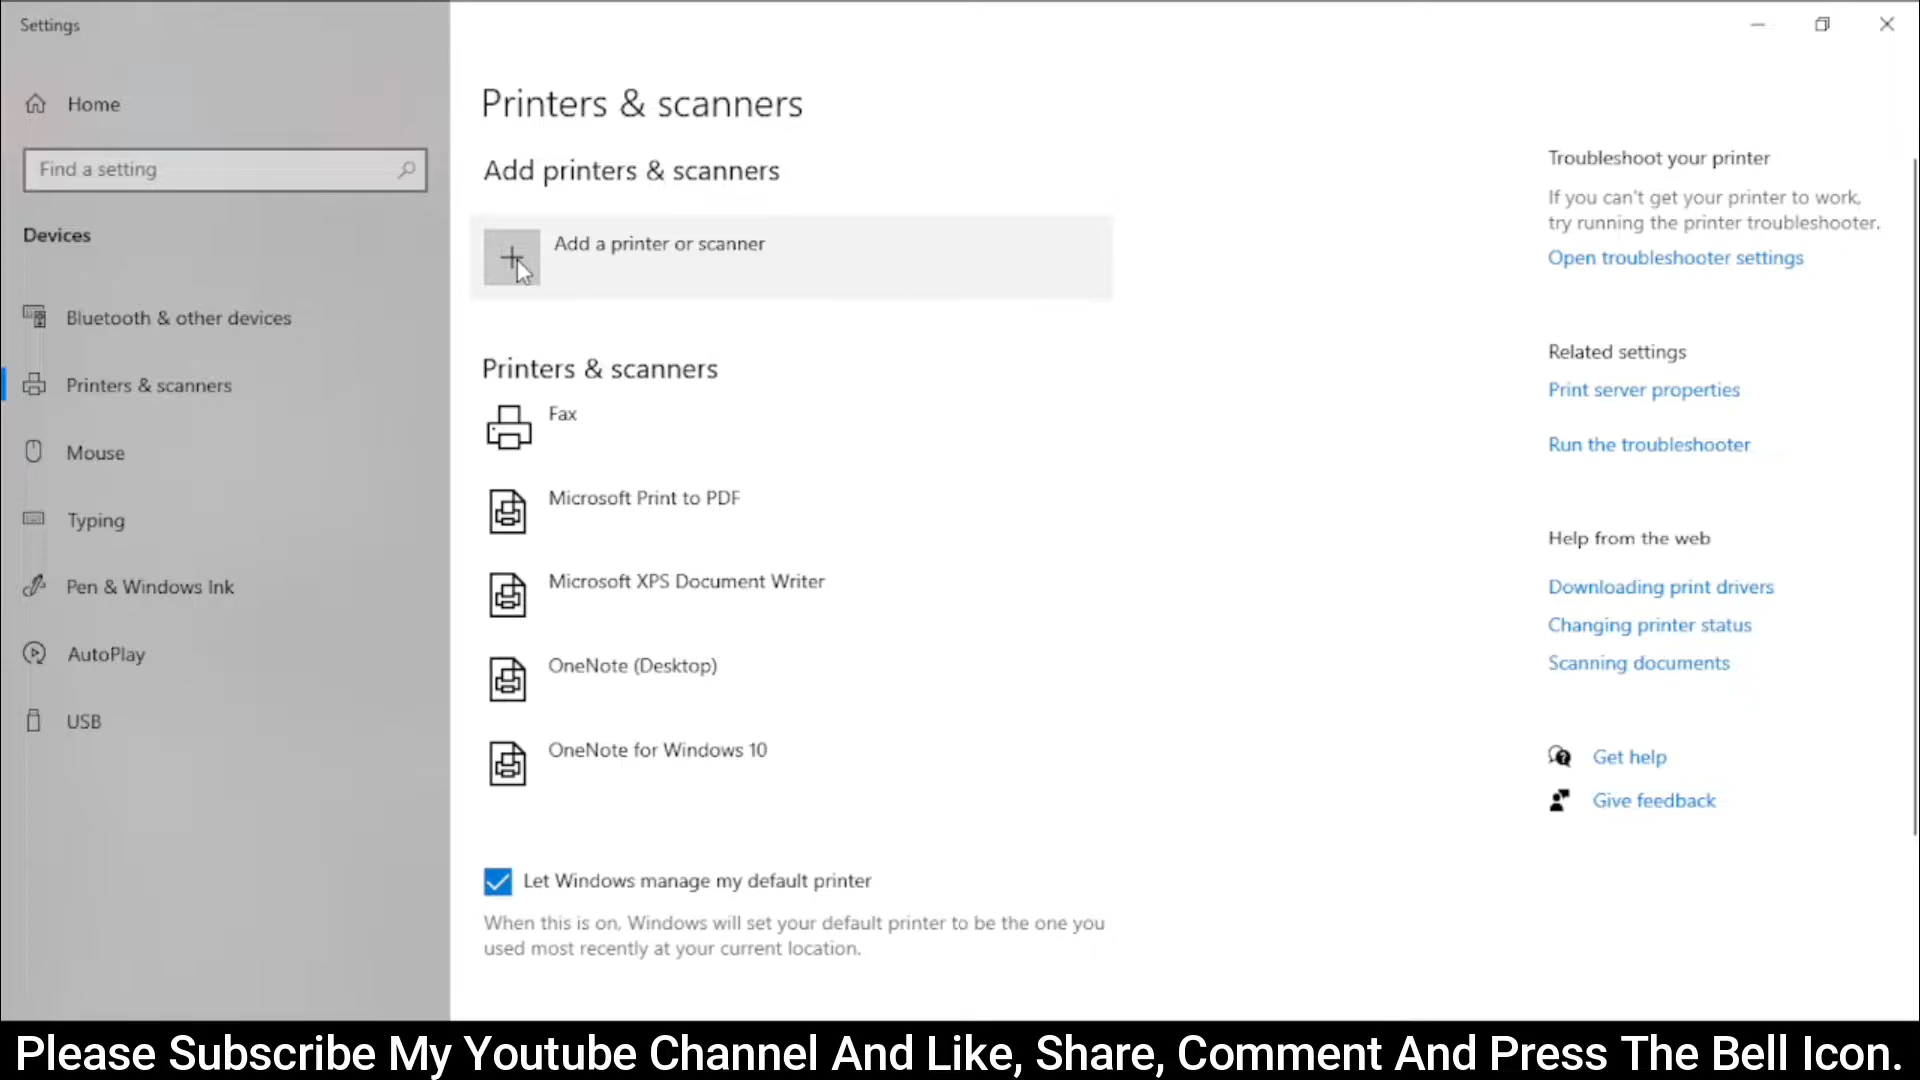 Settings
Home
Find a setting
Devices
Bluetooth & other devices
Printers & scanners
Mouse
Typing
Pen & Windows Ink
AutoPlay
USB
Printers & scanners
Add printers & scanners
Add a printer or scanner
Printers & scanners
Fax
Microsoft Print to PDF
Microsoft XPS Document Writer
OneNote (Desktop)
OneNote for Windows 10
Let Windows manage my default printer
When this is on, Windows will set your default printer to be the one you
used most recently at your current location.
Troubleshoot your printer
If you can't get your printer to work,
try running the printer troubleshooter.
Open troubleshooter settings
Related settings
Print server properties
Run the troubleshooter
Help from the web
Downloading print drivers
Changing printer status
Scanning documents
Get help
Give feedback
Please Subscribe My Youtube Channel And Like, Share, Comment And Press The Bell Icon.